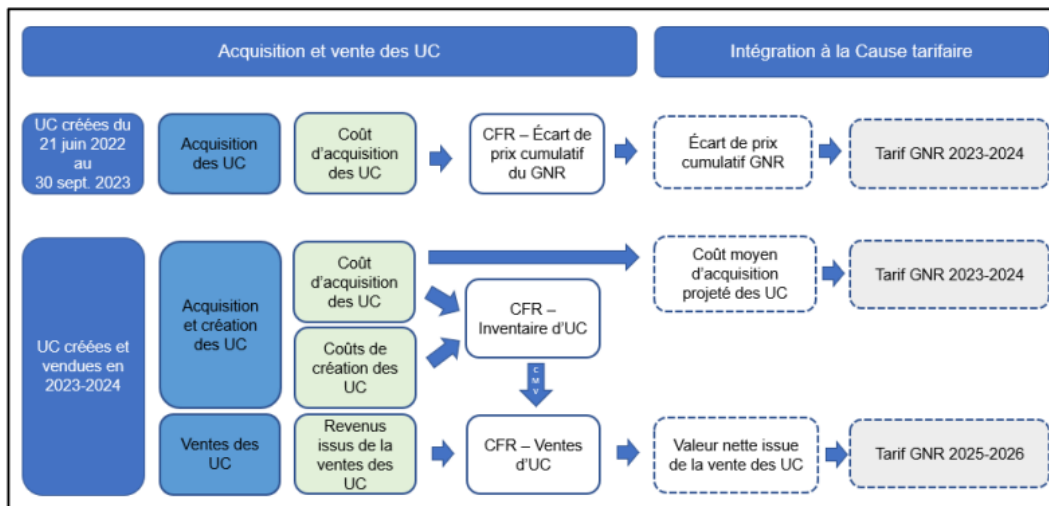 Acquisition et vente des UC
Intégration à la Cause tarifaire
UC créées du
21 juin 2022
au
30 sept. 2023
Acquisition
des UC
Coût
d'acquisition
des UC
CFR – Écart de
prix cumulatif
du GNR
Écart de prix
cumulatif GNR
Tarif GNR 2023-2024
UC créées et
vendues en
2023-2024
Acquisition
et création
des UC
Coût
d'acquisition
des UC
Coûts de
création des
UC
CFR –
Inventaire d'UC
C
M
V
Coût moyen
d'acquisition
projeté des UC
Tarif GNR 2023-2024
Ventes des
UC
Revenus
issus de la
ventes des
UC
CFR – Ventes
d'UC
Valeur nette issue
de la vente des UC
Tarif GNR 2025-2026